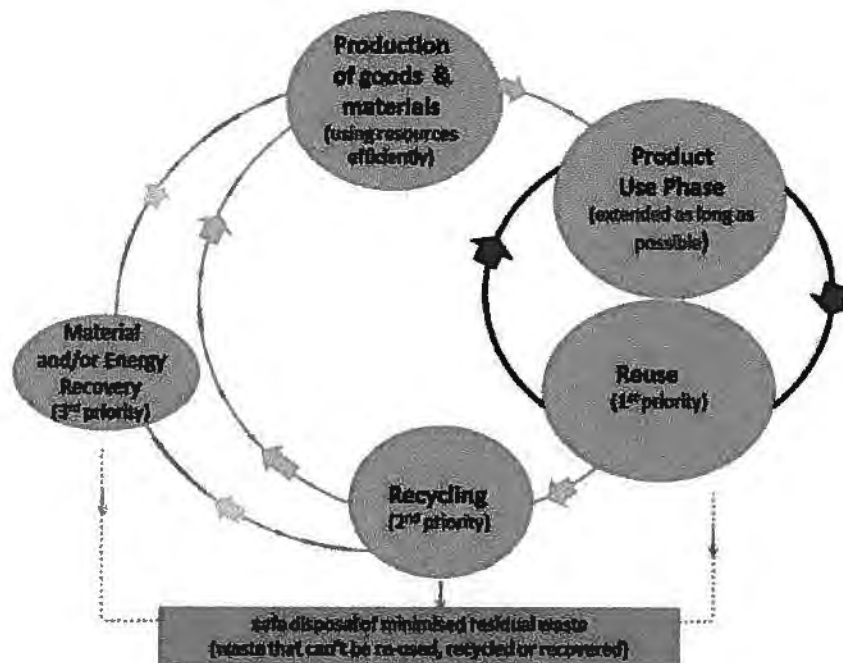 Production
of goods &
materials
(using resources
efficiently)
Product
Use Phase
(extended as long as
possible)
Material
and/or Energy
Recovery
(3rd priority)
Reuse
(1st priority)
Recycling
(2nd priority)
safe disposal of minimised residual waste
(waste that can't be re-used, recycled or recovered)